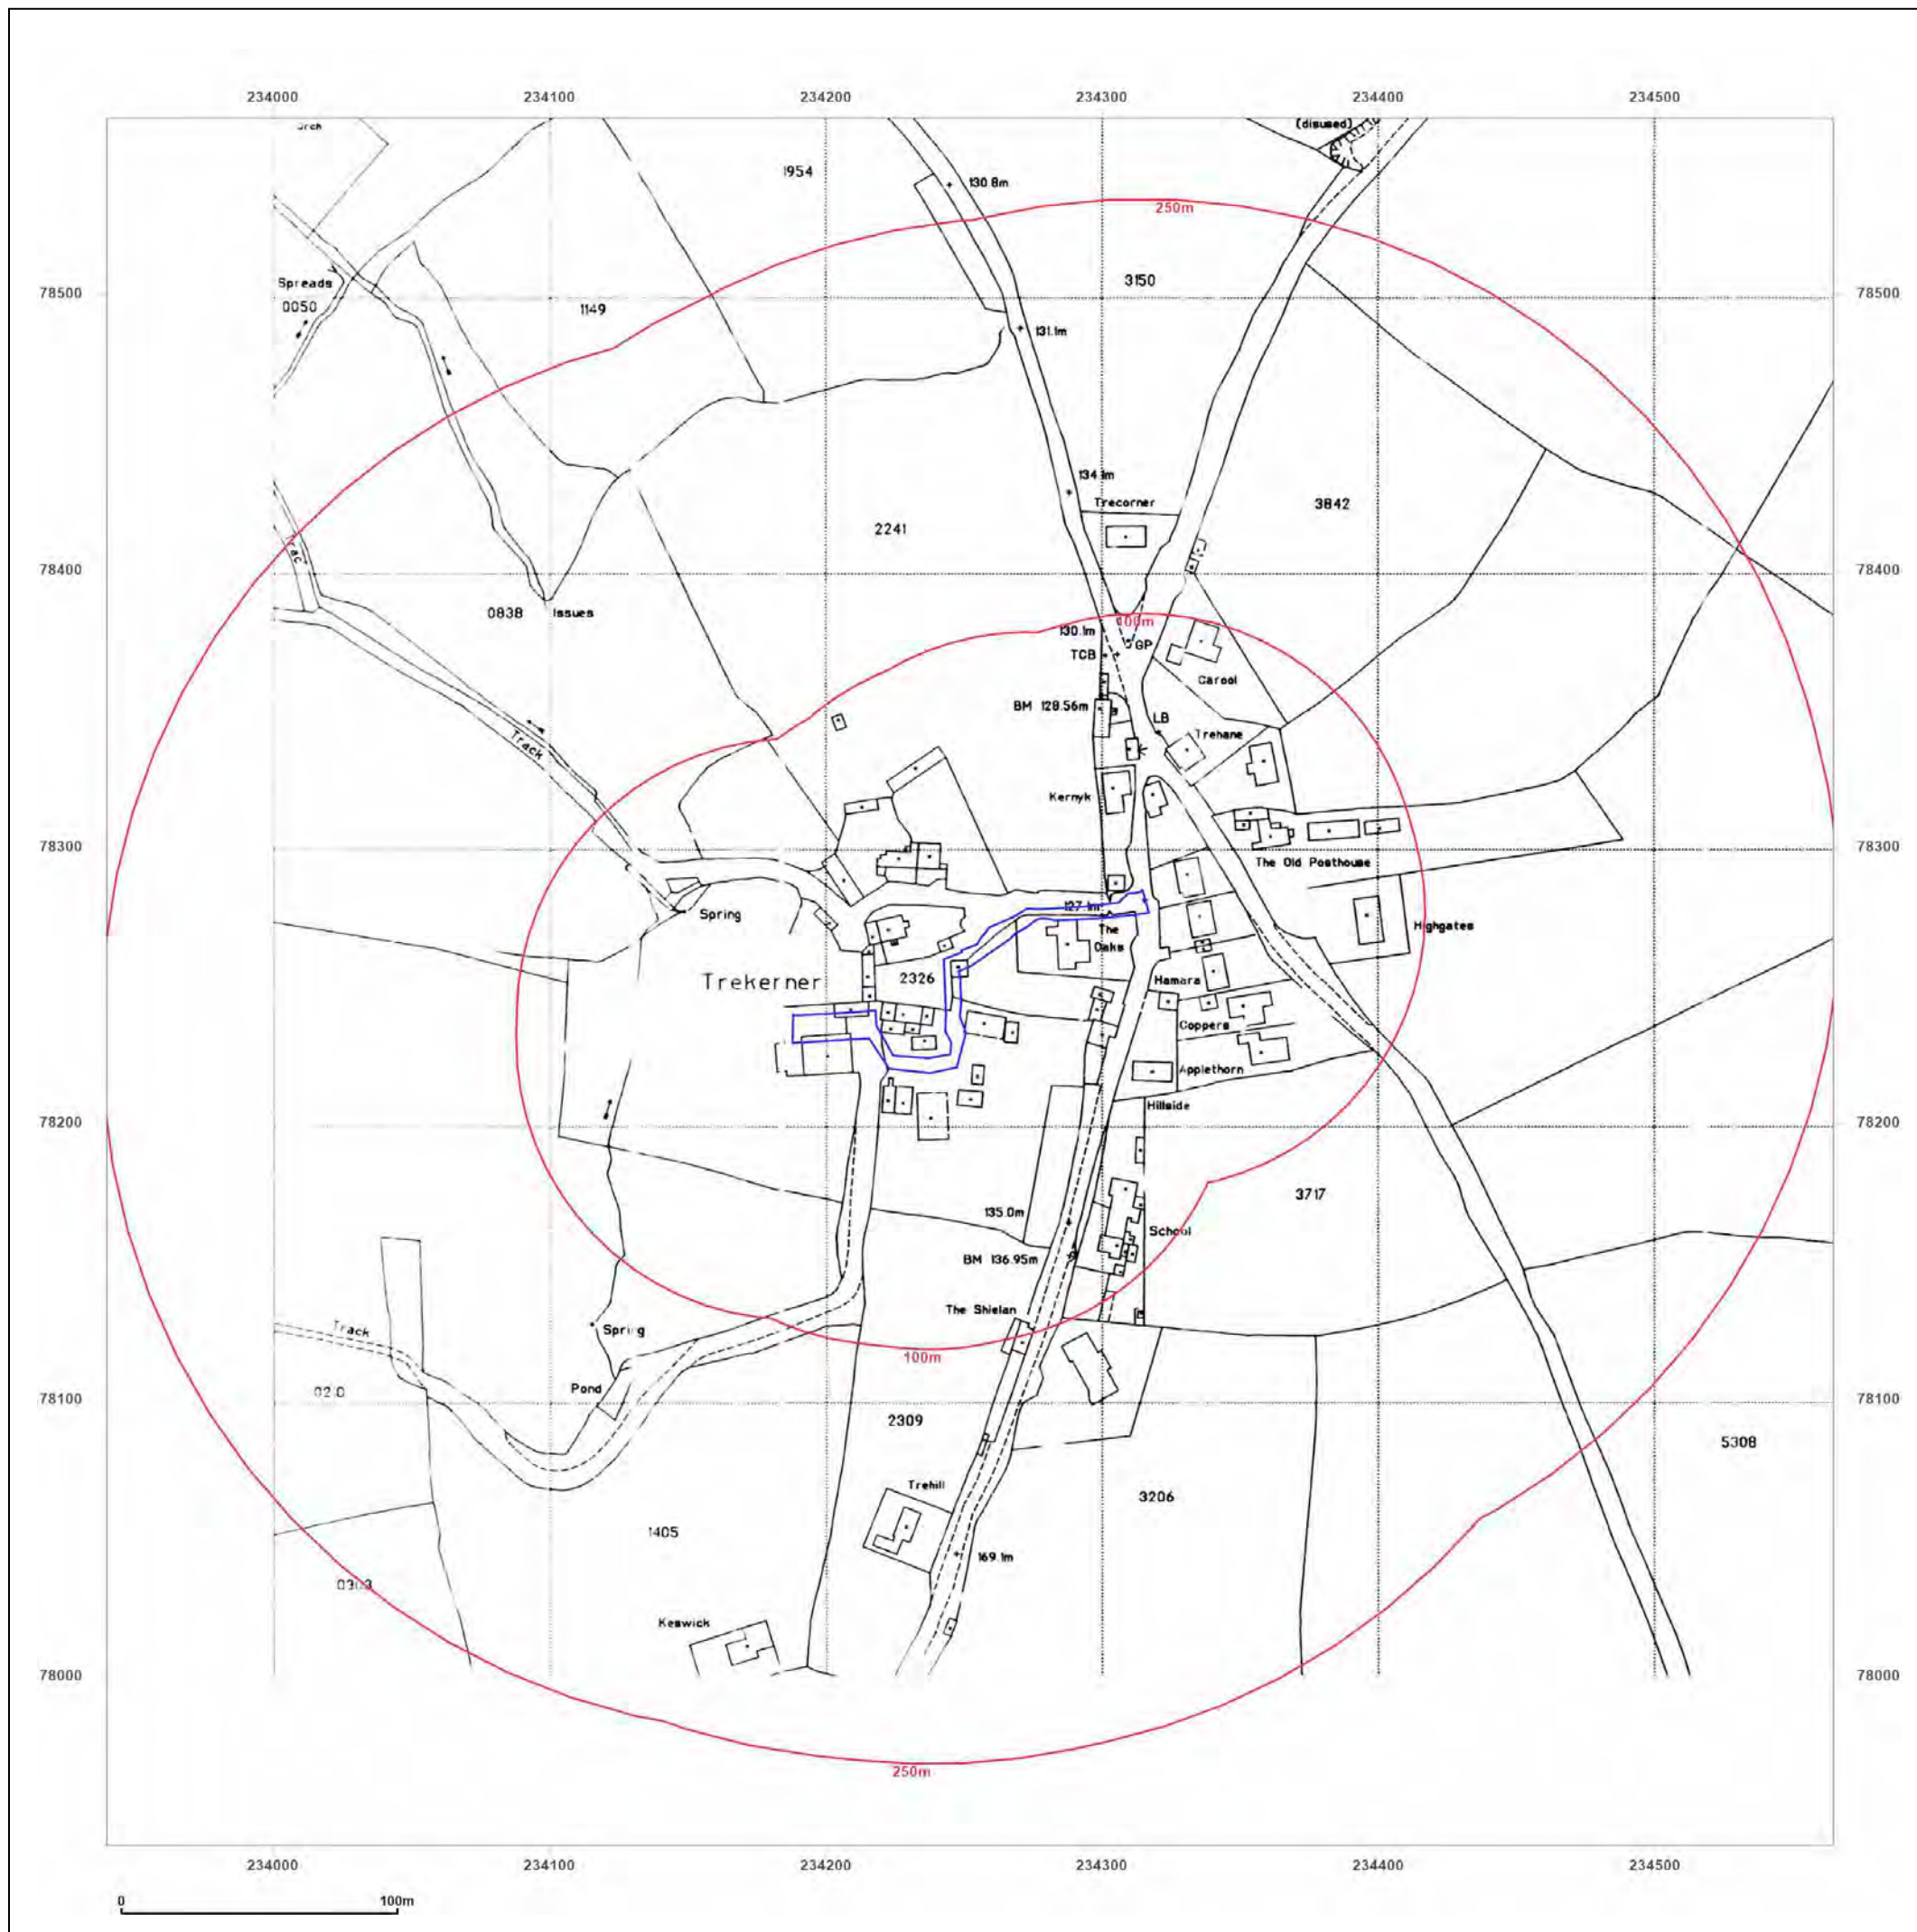 234000 234100 234200 234300 234400 234500
(disused)
1954
130.8m
250m
3150
78500 78500
Spreads
0050
1149
131.1m
134.1m
Trecorner
3842
2241
78400 78400
0838 Issues
100m
130.1m
GP
TCB
Carool
BM 128.56m
LB
Trehane
Track
Kernyk
78300 78300
The Old Posthouse
Spring
127.1m
The
Oaks
Highgates
Trekerner
2326
Hamara
Coppers
Applethorn
Hillside
78200 78200
3717
135.0m
School
BM 136.95m
The Shielan
Track
100m
Pond
78100 78100
2309
5308
Trehill
3206
1405
169.1m
Keswick
78000 78000
250m
234000 234100 234200 234300 234400 234500
0 100m